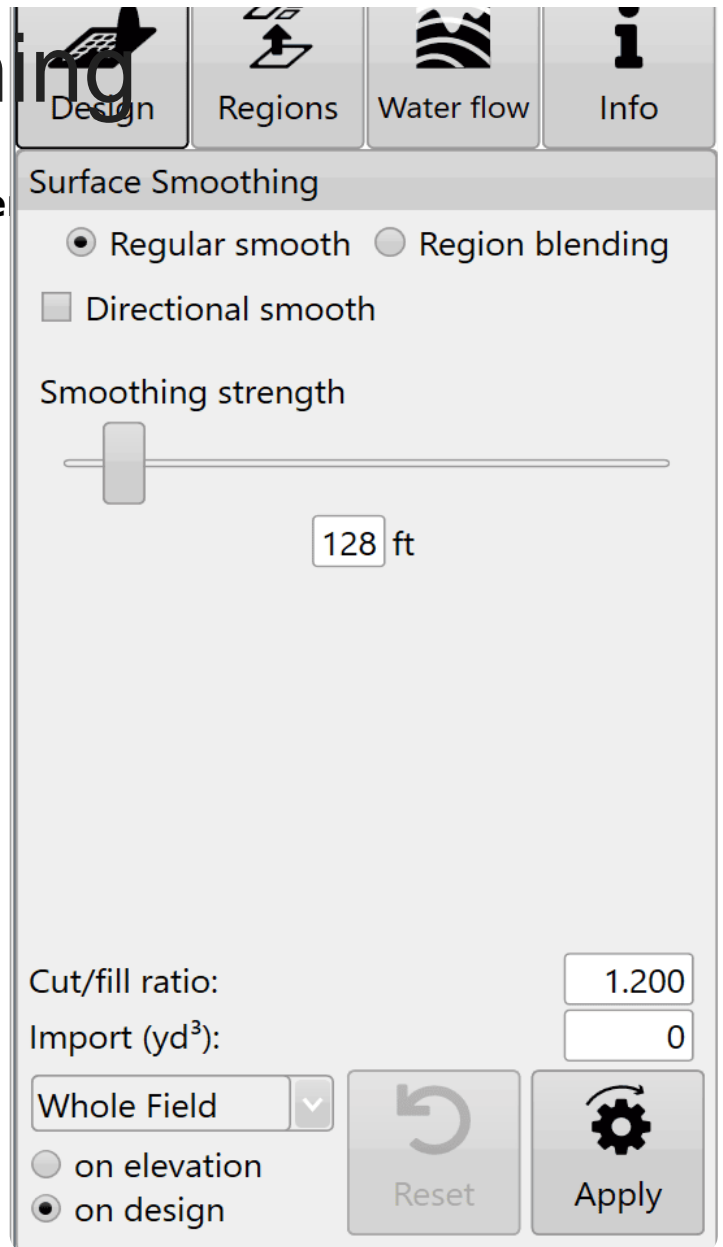 ing
Design Regions Water flow Info
Surface Smoothing
Regular smooth Region blending
Directional smooth
Smoothing strength
128 ft
Cut/fill ratio: 1.200
Import (yd³): 0
Whole Field
on elevation
on design
Reset
Apply